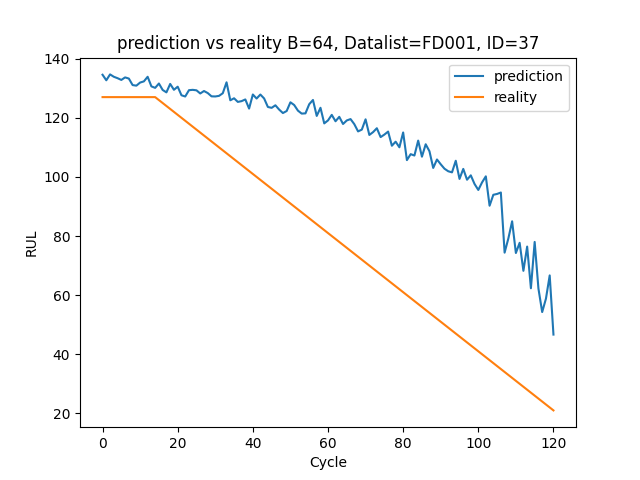 prediction vs reality B=64, Datalist=FD001, ID=37
140
120
100
80
60
40
20
RUL
prediction
reality
0 20 40 60 80 100 120
Cycle